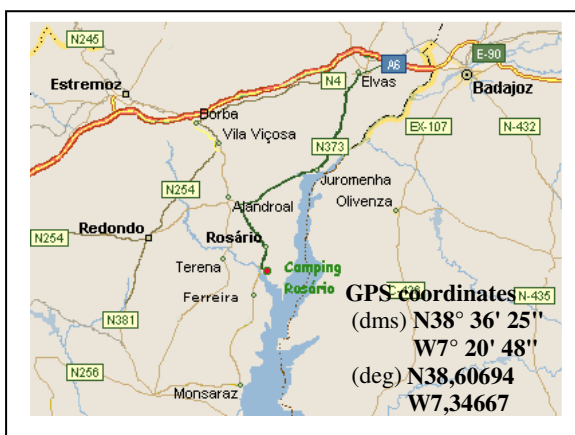 N245
A6
E-90
Estremoz
N4
Elvas
Badajoz
Borba
Vila Viçosa
EX-107
N-432
N373
Juromenha
N254
Alandroal
Olivenza
Redondo
N254
Rosário
Terena
Camping
Rosário
Ferreira
GPS coordinates
N-435
(dms) N38° 36' 25"
N381
W7° 20' 48"
(deg) N38,60694
N256
W7,34667
Monsaraz